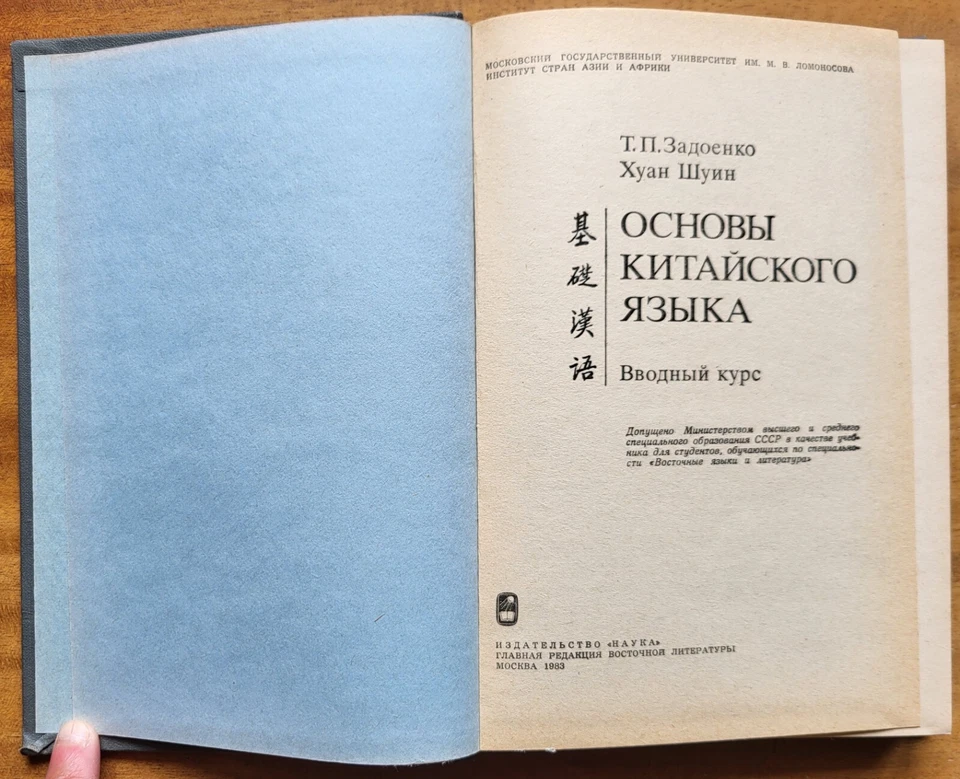 МОСКОВСКИЙ ГОСУДАРСТВЕННЫЙ УНИВЕРСИТЕТ ИМ. М. В. ЛОМОНОСОВА
ИНСТИТУТ СТРАН АЗИИ И АФРИКИ
Т. П. Задоенко
Хуан Шуин
基
礎
漢
语
ОСНОВЫ
КИТАЙСКОГО
ЯЗЫКА
Вводный курс
Допущено Министерством высшего и среднего
специального образования СССР в качестве учеб-
ника для студентов, обучающихся по специально-
сти «Восточные языки и литература»
ИЗДАТЕЛЬСТВО «НАУКА»
ГЛАВНАЯ РЕДАКЦИЯ ВОСТОЧНОЙ ЛИТЕРАТУРЫ
МОСКВА 1983